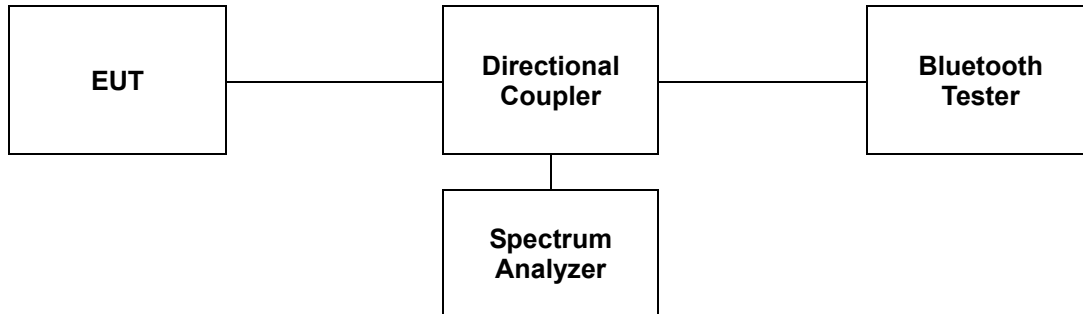 EUT
Directional
Coupler
Bluetooth
Tester
Spectrum
Analyzer